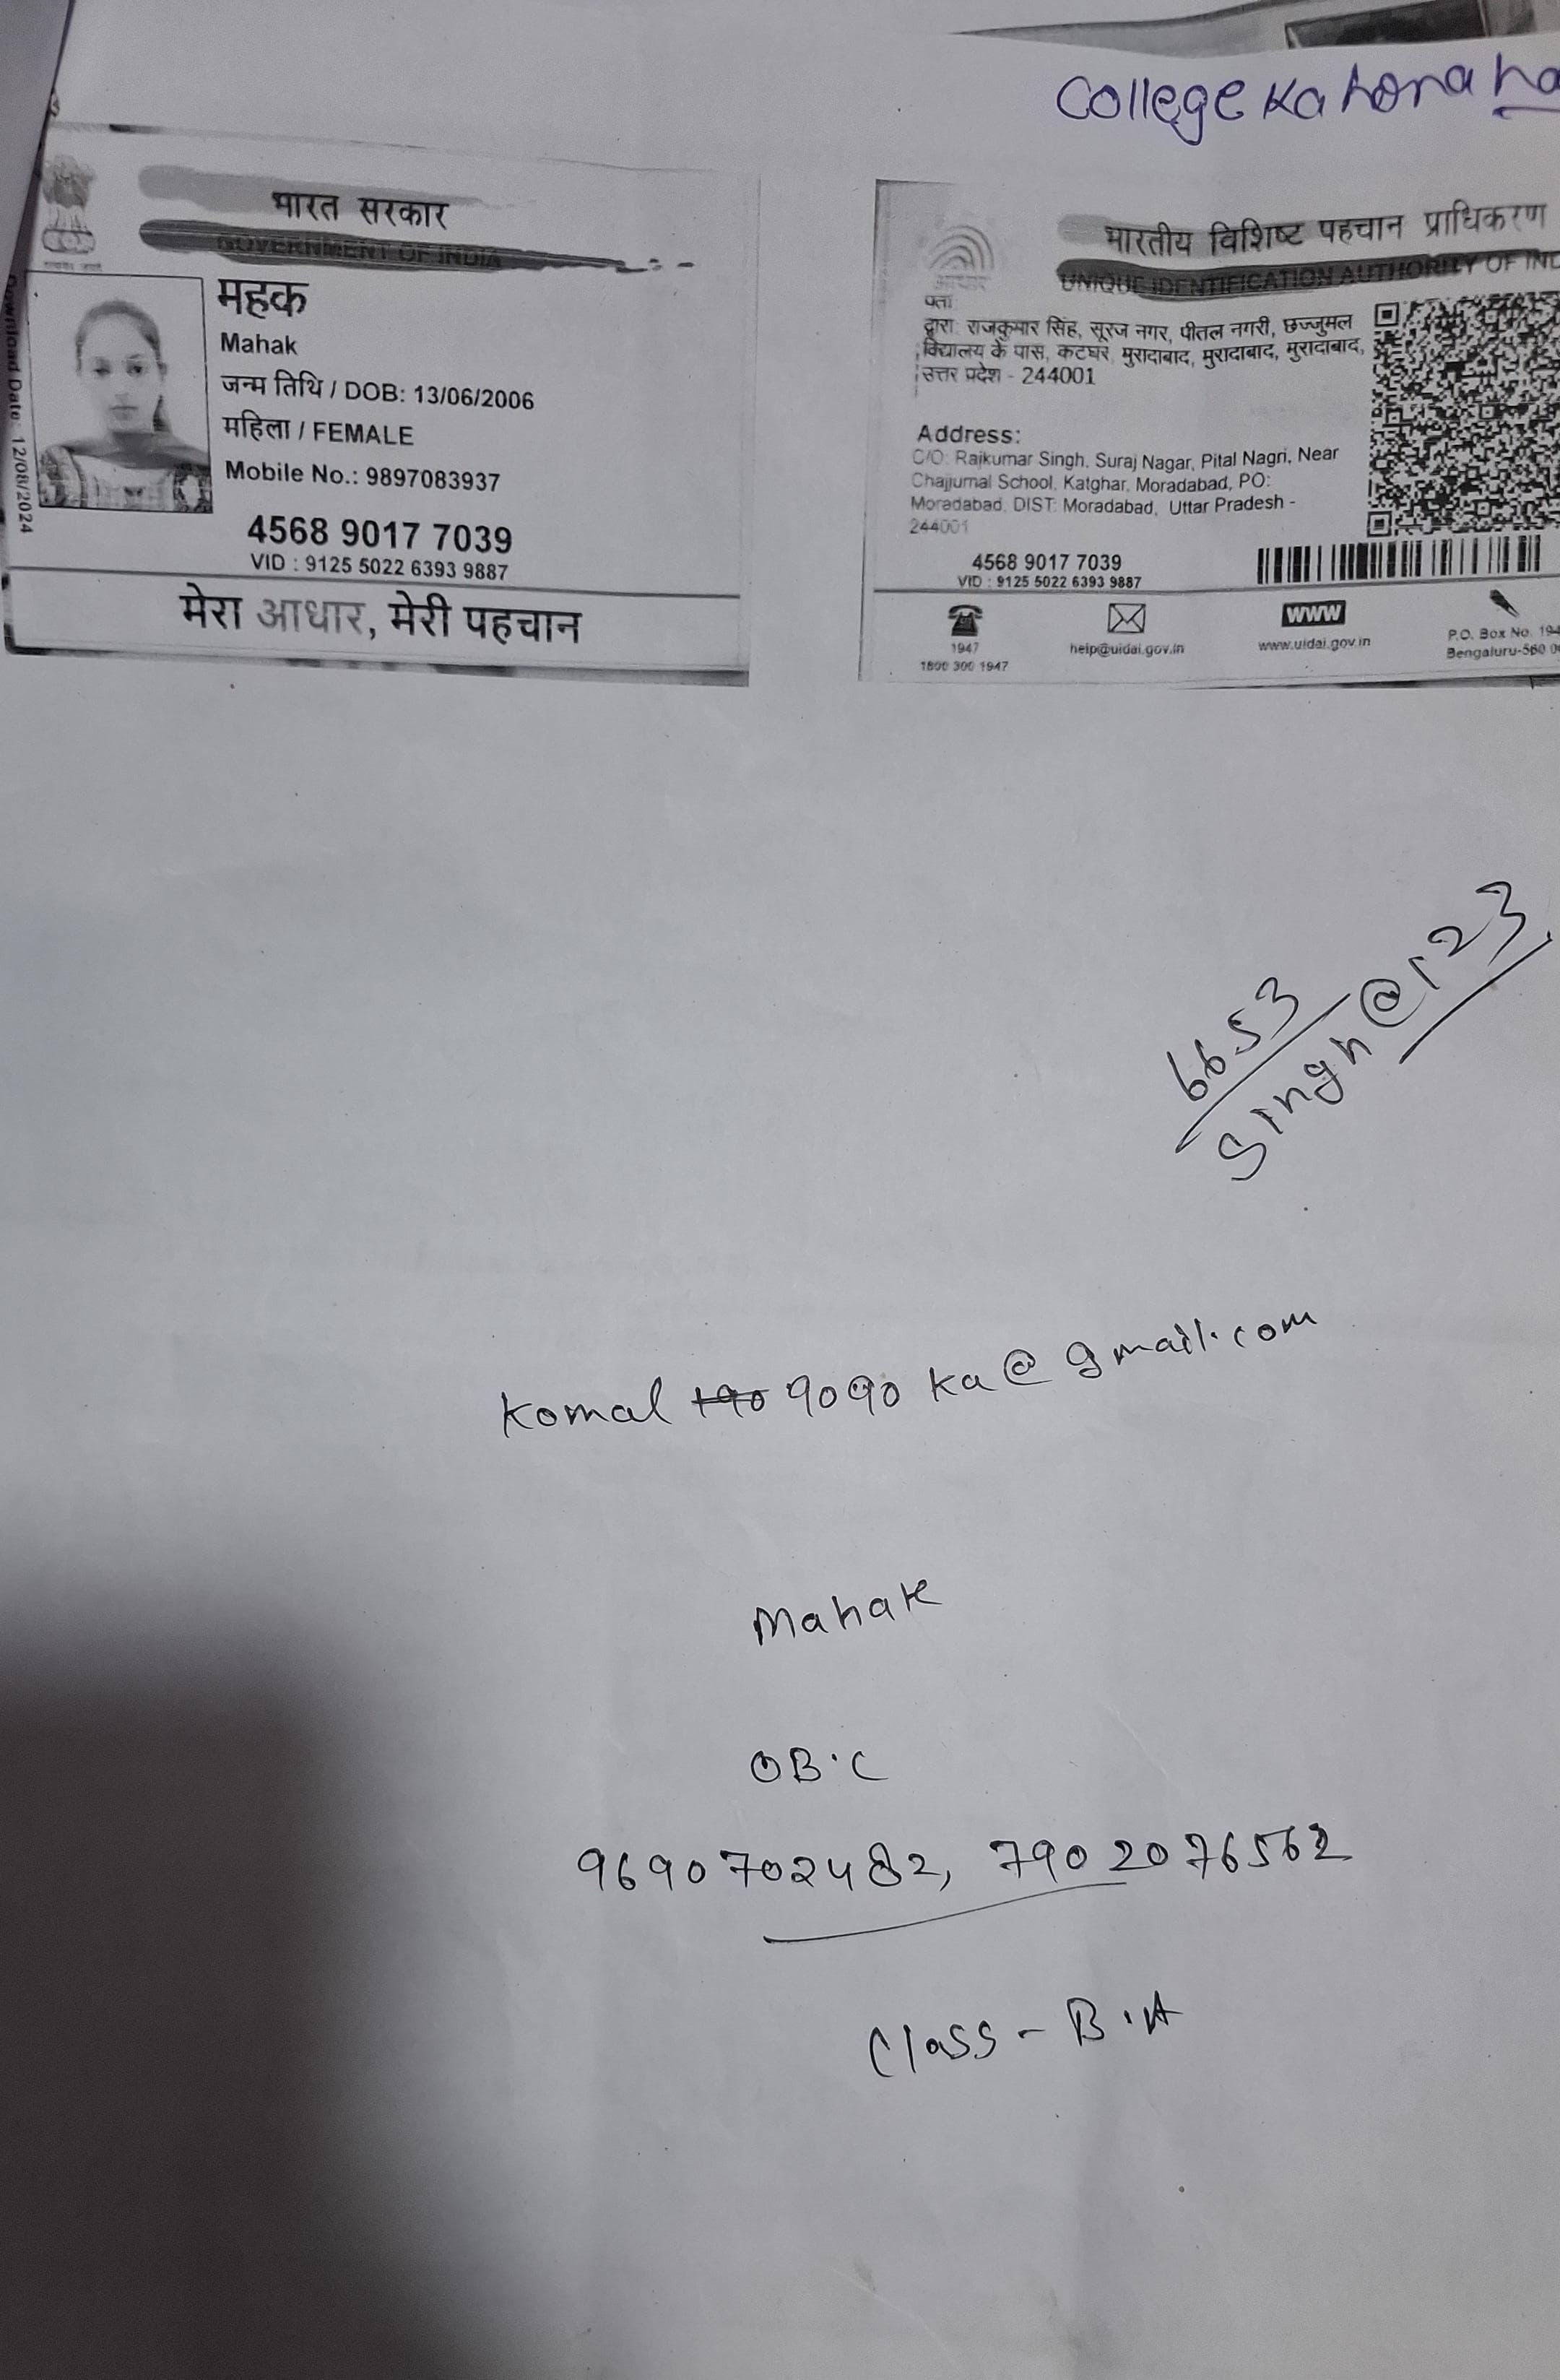 College ka hona ha
भारत सरकार
GOVERNMENT OF INDIA
Download Date: 12/08/2024
महक
Mahak
जन्म तिथि / DOB: 13/06/2006
महिला / FEMALE
Mobile No.: 9897083937
4568 9017 7039
VID : 9125 5022 6393 9887
मेरा आधार, मेरी पहचान
भारतीय विशिष्ट पहचान प्राधिकरण
UNIQUE IDENTIFICATION AUTHORITY OF IND
आधार
पता
द्वारा: राजकुमार सिंह, सूरज नगर, पीतल नगरी, छज्जुमल
विद्यालय के पास, कटघर, मुरादाबाद, मुरादाबाद, मुरादाबाद,
उत्तर प्रदेश - 244001
Address:
C/O: Rajkumar Singh, Suraj Nagar, Pital Nagri, Near
Chajjumal School, Katghar, Moradabad, PO:
Moradabad, DIST: Moradabad, Uttar Pradesh -
244001
4568 9017 7039
VID : 9125 5022 6393 9887
1947
1800 300 1947
help@uidai.gov.in
www
www.uidai.gov.in
P.O. Box No. 194
Bengaluru-560 0
6653
Singh@123
Komal 9090 ka@gmail.com
Mahak
OB.C
9690702482, 7902076562
Class - B.A